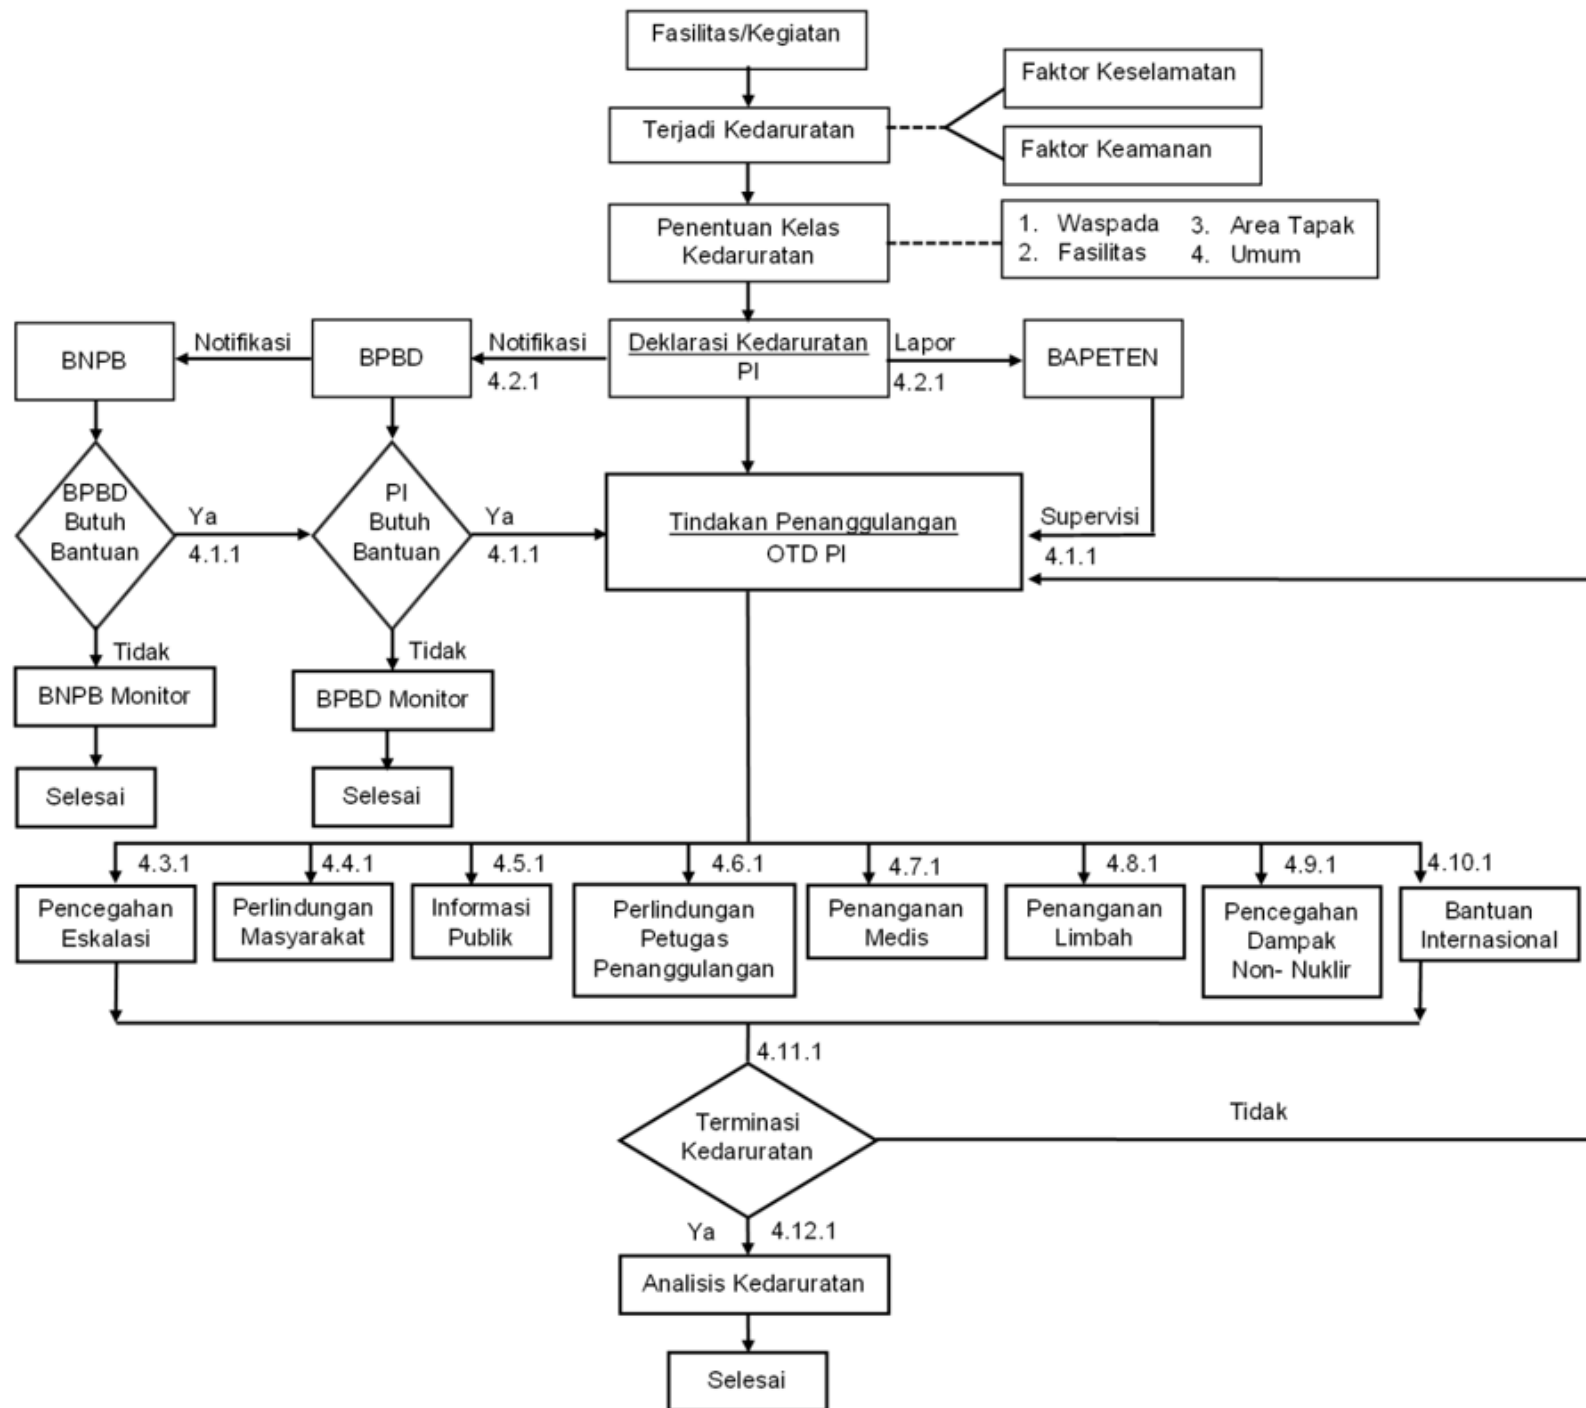 Fasilitas/Kegiatan
Faktor Keselamatan
Terjadi Kedaruratan
Faktor Keamanan
Penentuan Kelas
Kedaruratan
1. Waspada 3. Area Tapak
2. Fasilitas 4. Umum
BNPB
Notifikasi
BPBD
Notifikasi
4.2.1
Deklarasi Kedaruratan
PI
Lapor
4.2.1
BAPETEN
BPBD
Butuh
Bantuan
Ya
4.1.1
PI
Butuh
Bantuan
Ya
4.1.1
Tindakan Penanggulangan
OTD PI
Supervisi
4.1.1
Tidak
Tidak
BNPB Monitor
BPBD Monitor
Selesai
Selesai
4.3.1
4.4.1
4.5.1
4.6.1
4.7.1
4.8.1
4.9.1
4.10.1
Pencegahan
Eskalasi
Perlindungan
Masyarakat
Informasi
Publik
Perlindungan
Petugas
Penanggulangan
Penanganan
Medis
Penanganan
Limbah
Pencegahan
Dampak
Non- Nuklir
Bantuan
Internasional
4.11.1
Terminasi
Kedaruratan
Tidak
Ya
4.12.1
Analisis Kedaruratan
Selesai